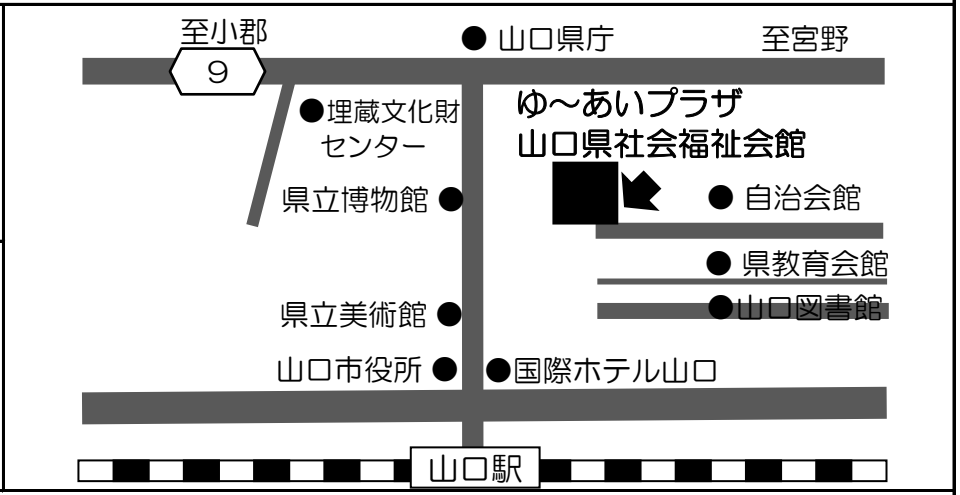 至小郡
山口県庁
至宮野
9
ゆ～あいプラザ
山口県社会福祉会館
埋蔵文化財
センター
県立博物館
自治会館
県教育会館
県立美術館
山口図書館
山口市役所
国際ホテル山口
山口駅